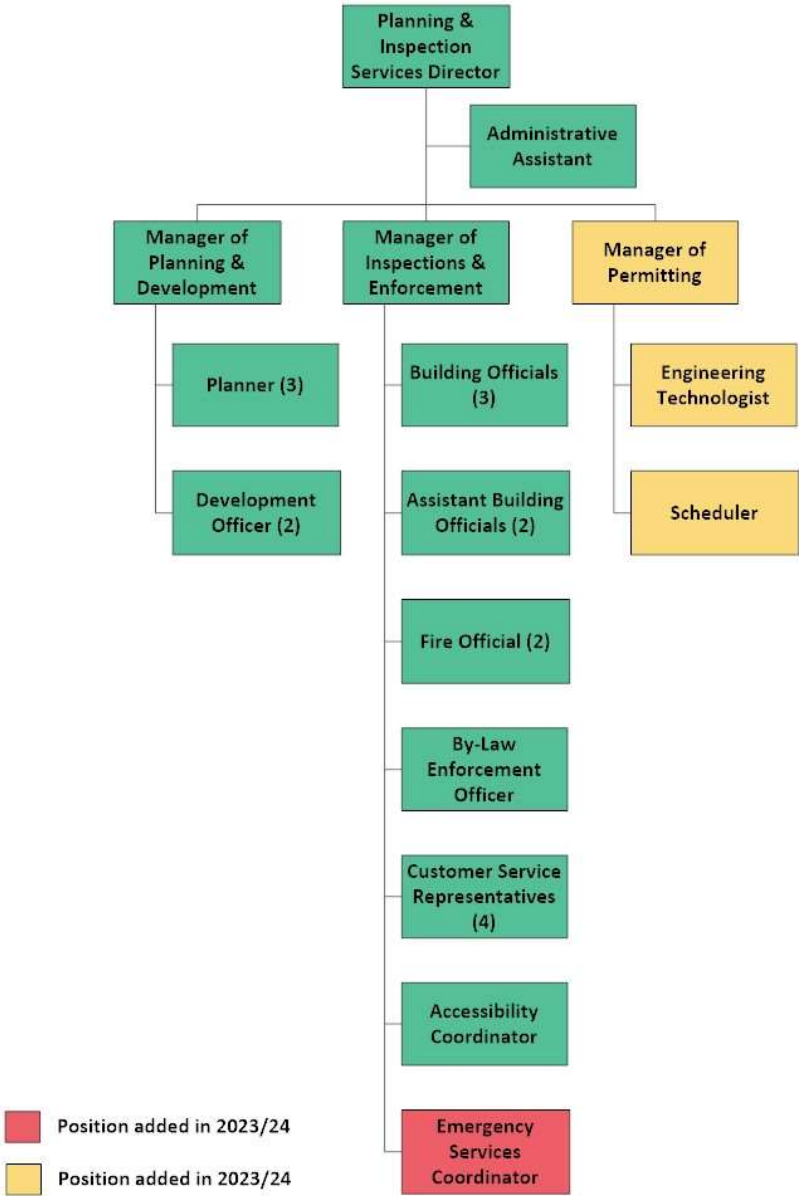 Planning &
Inspection
Services Director
Administrative
Assistant
Manager of
Planning &
Development
Manager of
Inspections &
Enforcement
Manager of
Permitting
Planner (3)
Building Officials
(3)
Engineering
Technologist
Development
Officer (2)
Assistant Building
Officials (2)
Scheduler
Fire Official (2)
By-Law
Enforcement
Officer
Customer Service
Representatives
(4)
Accessibility
Coordinator
Emergency
Services
Coordinator
Position added in 2023/24
Position added in 2023/24